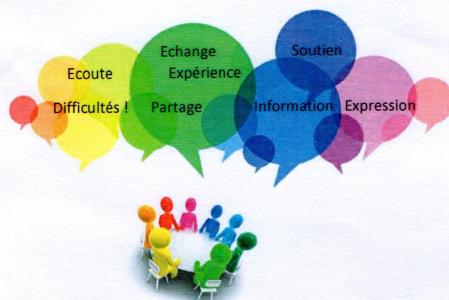 Echange
Soutien
Ecoute
Expérience
Difficultés !
Partage
Information
Expression